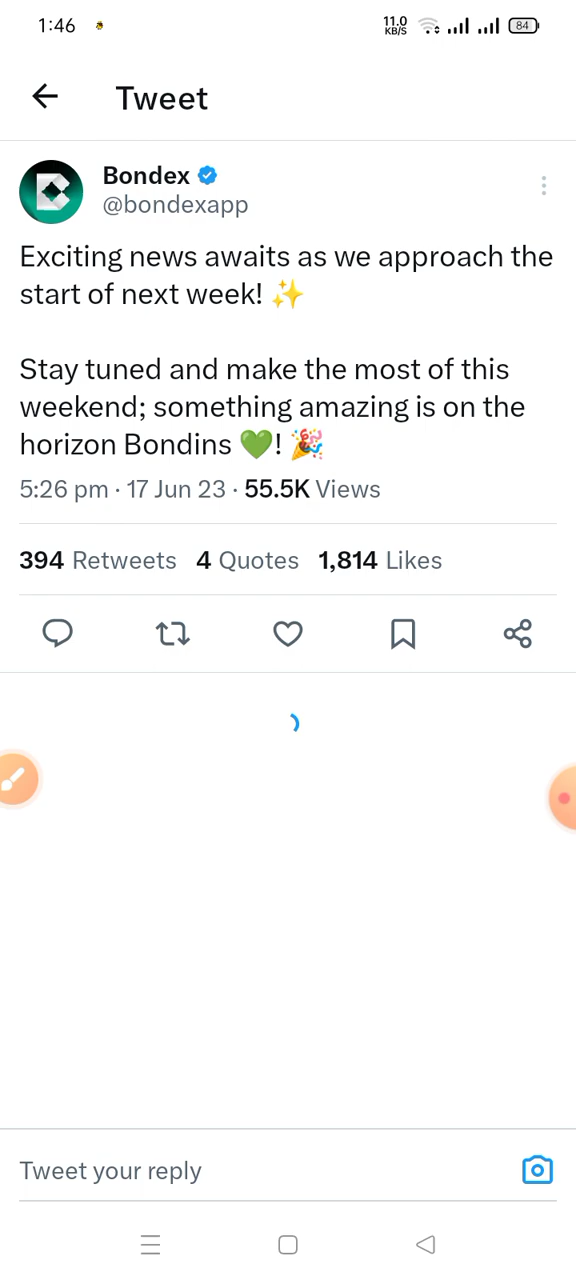 1:46
11.0 KB/S
84
Tweet
Bondex
@bondexapp
Exciting news awaits as we approach the
start of next week! ✨
Stay tuned and make the most of this
weekend; something amazing is on the
horizon Bondins 💚! 🎉
5:26 pm · 17 Jun 23 · 55.5K Views
394 Retweets 4 Quotes 1,814 Likes
Tweet your reply